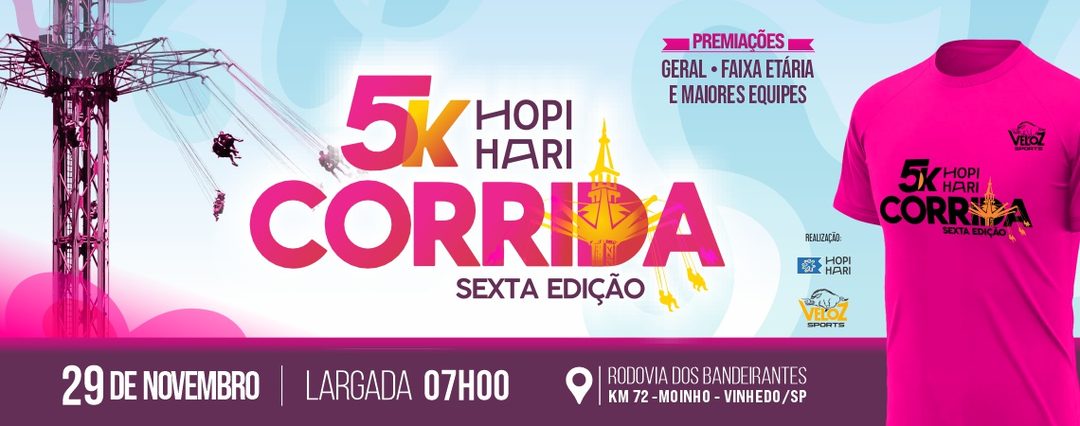 PREMIAÇÕES
GERAL • FAIXA ETÁRIA
E MAIORES EQUIPES
5K HOPI
HARI
CORRIDA
SEXTA EDIÇÃO
VELOZ
SPORTS
5K HOPI
HARI
CORRIDA
SEXTA EDIÇÃO
REALIZAÇÃO:
HOPI
HARI
VELOZ
SPORTS
29 DE NOVEMBRO
LARGADA 07H00
RODOVIA DOS BANDEIRANTES
KM 72 -MOINHO - VINHEDO/SP